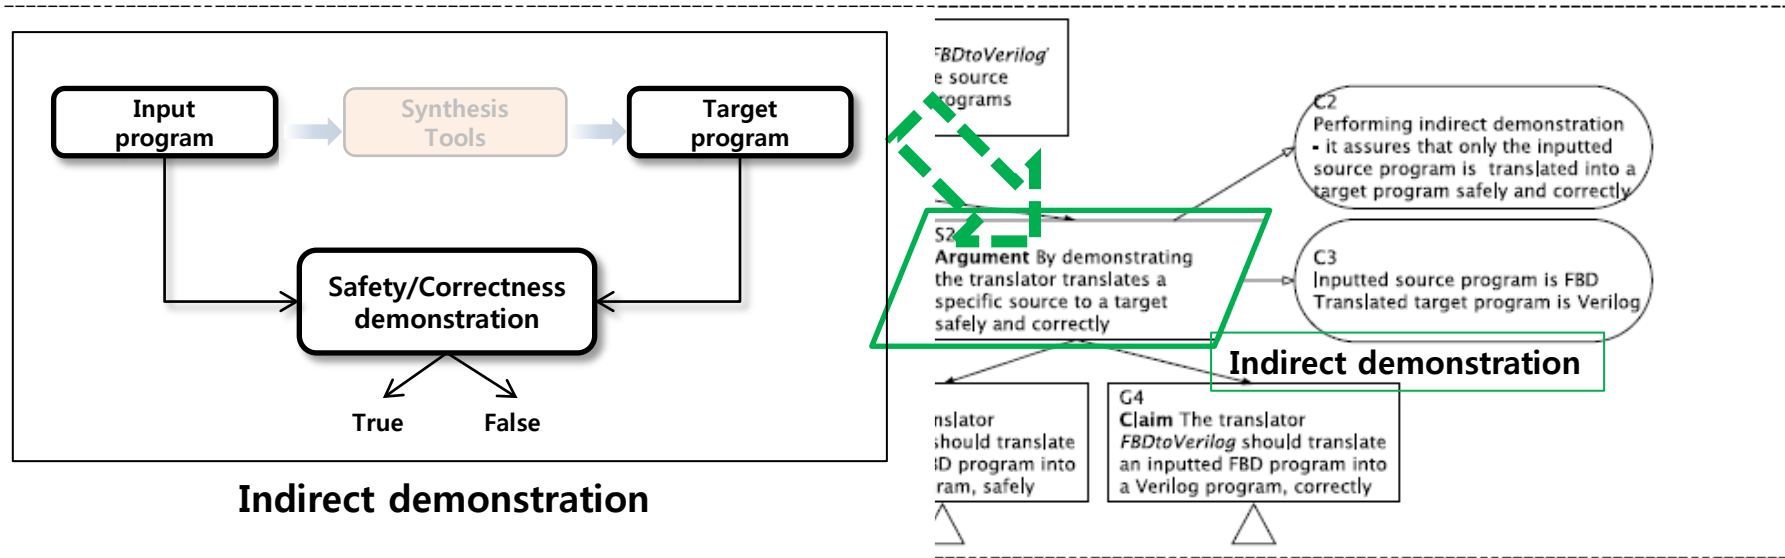 Input
program
Synthesis
Tools
Target
program
Safety/Correctness
demonstration
True
False
Indirect demonstration
FBDtoVerilog'
e source
rograms
C2
Performing indirect demonstration
- it assures that only the inputted
source program is translated into a
target program safely and correctly
S2
Argument By demonstrating
the translator translates a
specific source to a target
safely and correctly
C3
Inputted source program is FBD
Translated target program is Verilog
Indirect demonstration
nslator
should translate
BD program into
ram, safely
G4
Claim The translator
FBDtoVerilog should translate
an inputted FBD program into
a Verilog program, correctly